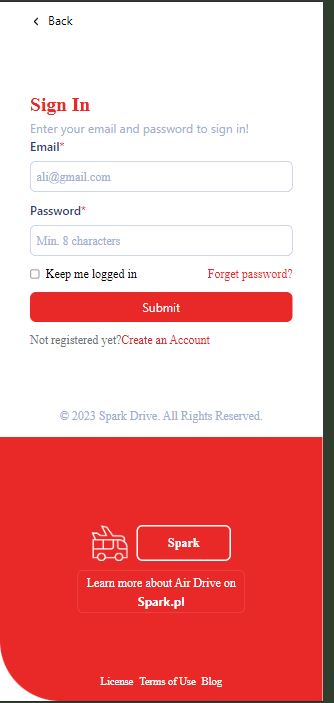 Back
Sign In
Enter your email and password to sign in!
Email*
ali@gmail.com
Password*
Min. 8 characters
Keep me logged in Forget password?
Submit
Not registered yet?Create an Account
© 2023 Spark Drive. All Rights Reserved.
Spark
Learn more about Air Drive on
Spark.pl
License Terms of Use Blog